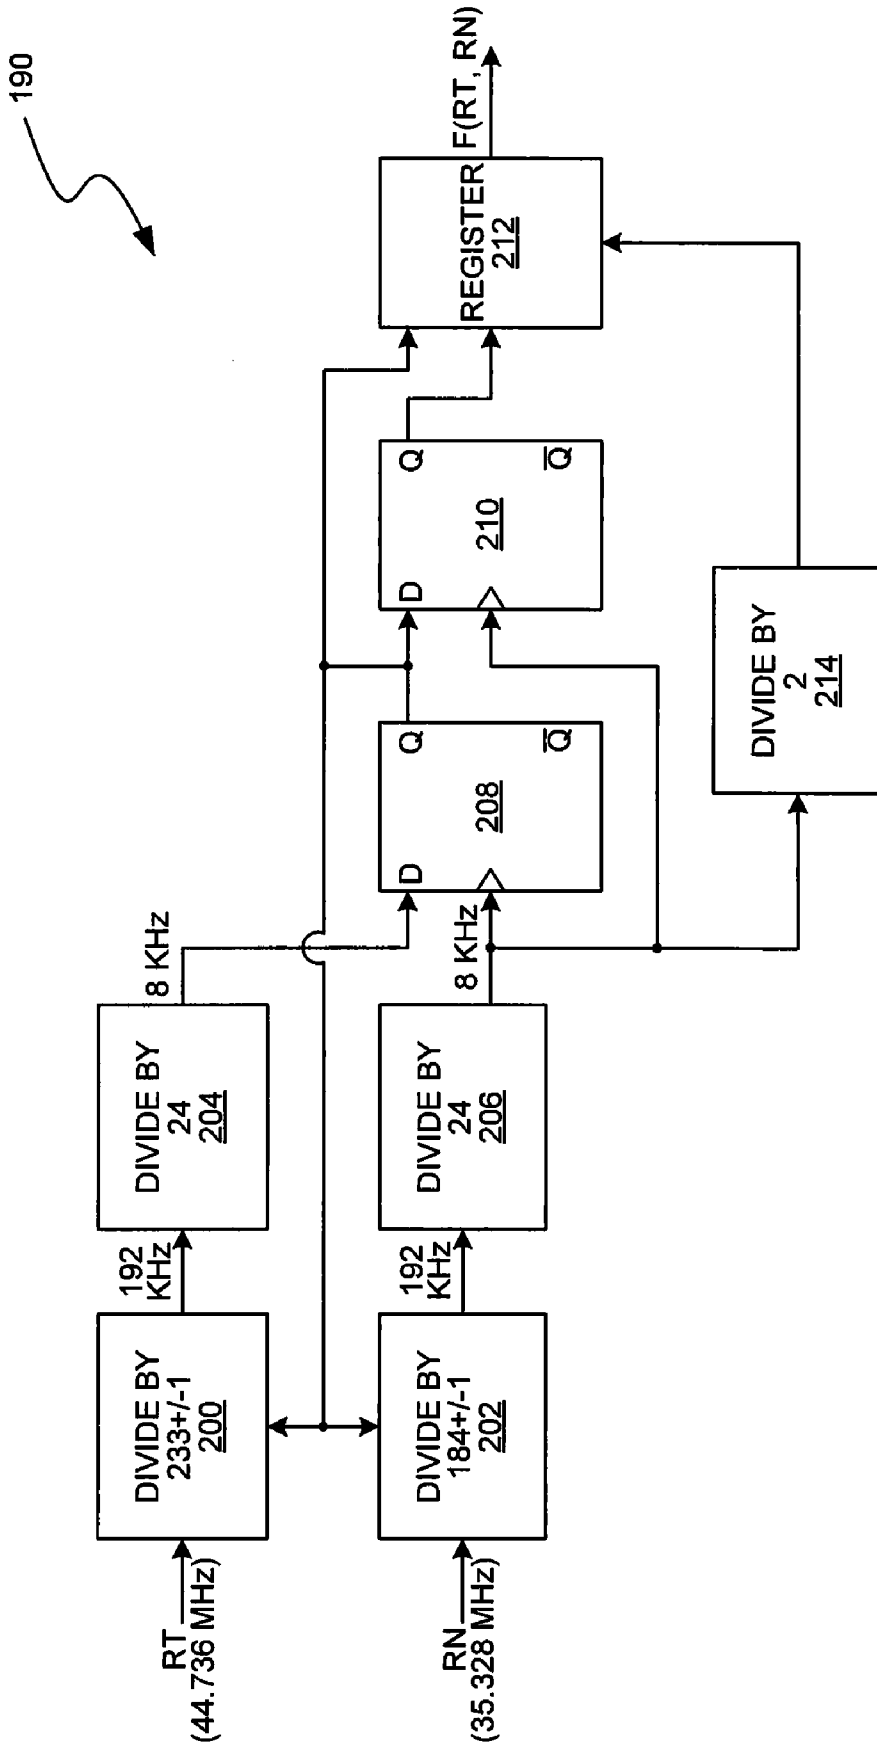 190
RT
(44.736 MHz)
DIVIDE BY
233+/-1
200
192
KHz
DIVIDE BY
24
204
8 KHz
RN
(35.328 MHz)
DIVIDE BY
184+/-1
202
192
KHz
DIVIDE BY
24
206
8 KHz
D
Q
208
Q
D
Q
210
Q
REGISTER
212
F(RT, RN)
DIVIDE BY
2
214